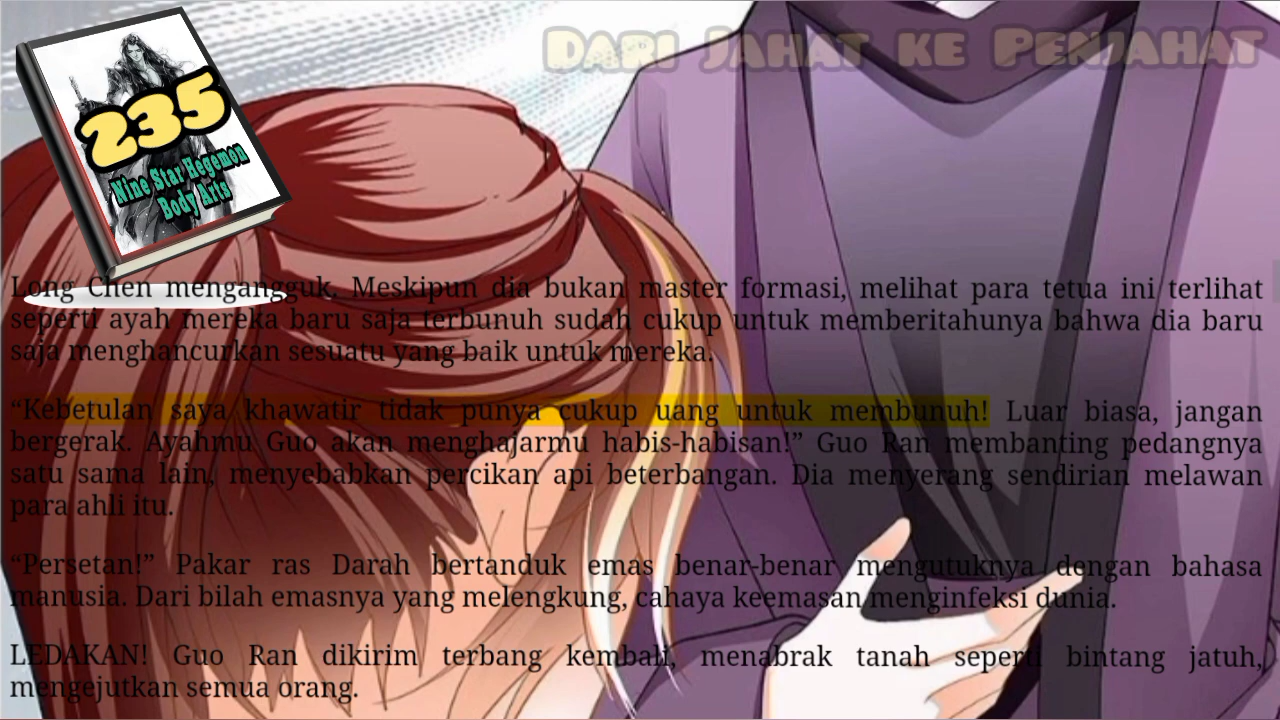 DARI JAHAT KE PENJAHAT
235
Nine Star Hegemon
Body Arts
Long Chen mengangguk. Meskipun dia bukan master formasi, melihat para tetua ini terlihat
seperti ayah mereka baru saja terbunuh sudah cukup untuk memberitahunya bahwa dia baru
saja menghancurkan sesuatu yang baik untuk mereka.
“Kebetulan saya khawatir tidak punya cukup uang untuk membunuh! Luar biasa, jangan
bergerak. Ayahmu Guo akan menghajarmu habis-habisan!” Guo Ran membanting pedangnya
satu sama lain, menyebabkan percikan api beterbangan. Dia menyerang sendirian melawan
para ahli itu.
“Persetan!” Pakar ras Darah bertanduk emas benar-benar mengutuknya dengan bahasa
manusia. Dari bilah emasnya yang melengkung, cahaya keemasan menginfeksi dunia.
LEDAKAN! Guo Ran dikirim terbang kembali, menabrak tanah seperti bintang jatuh,
mengejutkan semua orang.